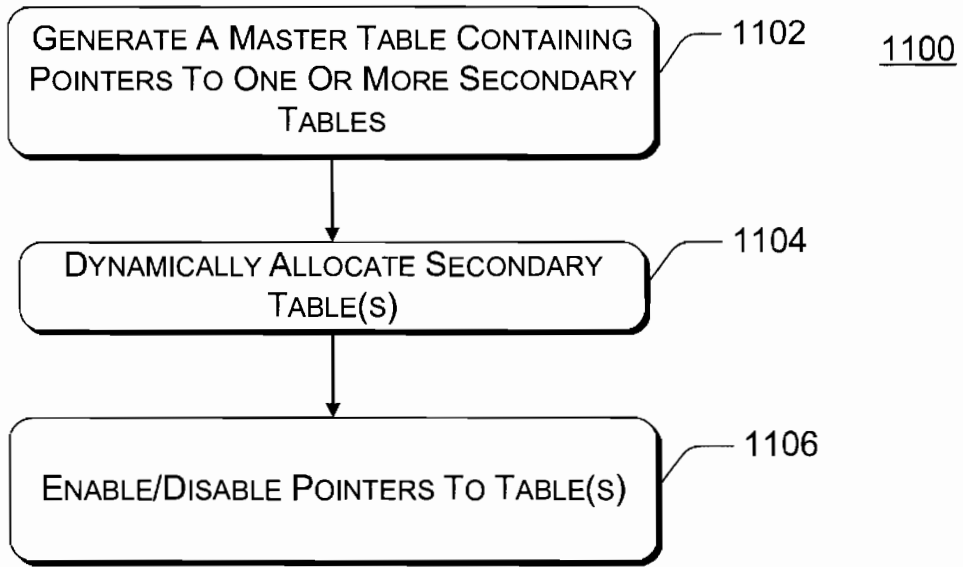 GENERATE A MASTER TABLE CONTAINING
POINTERS TO ONE OR MORE SECONDARY
TABLES
1102
1100
DYNAMICALLY ALLOCATE SECONDARY
TABLE(S)
1104
ENABLE/DISABLE POINTERS TO TABLE(S)
1106